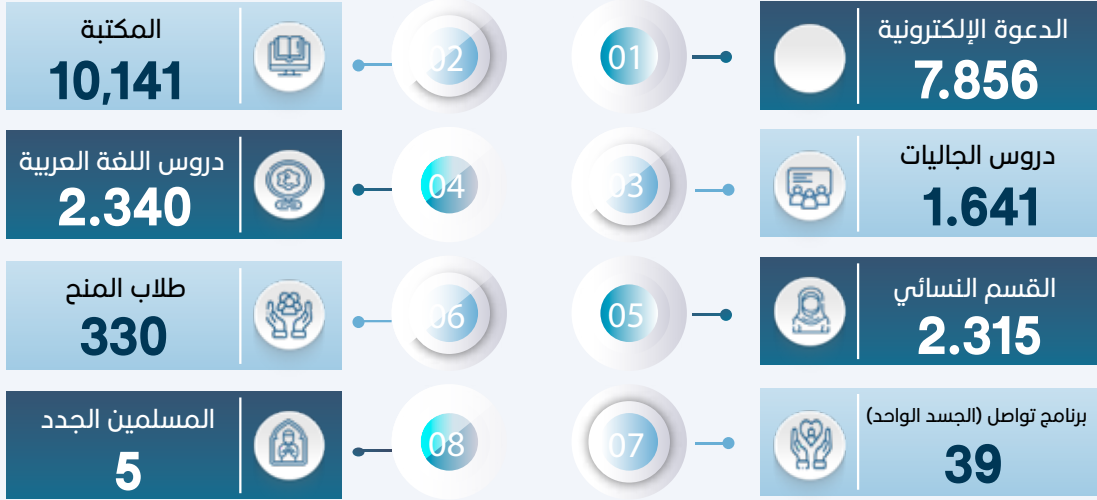 01
الدعوة الإلكترونية
7.856
02
المكتبة
10,141
03
دروس الجاليات
1.641
04
دروس اللغة العربية
2.340
05
القسم النسائي
2.315
06
طلاب المنح
330
07
برنامج تواصل (الجسد الواحد)
39
08
المسلمين الجدد
5